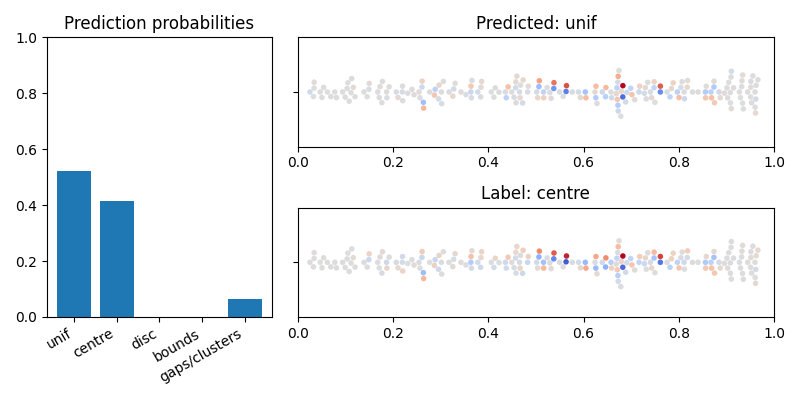 Prediction probabilities
1.0
0.8
0.6
0.4
0.2
0.0
unif
centre
disc
bounds
gaps/clusters
Predicted: unif
0.0 0.2 0.4 0.6 0.8 1.0
Label: centre
0.0 0.2 0.4 0.6 0.8 1.0